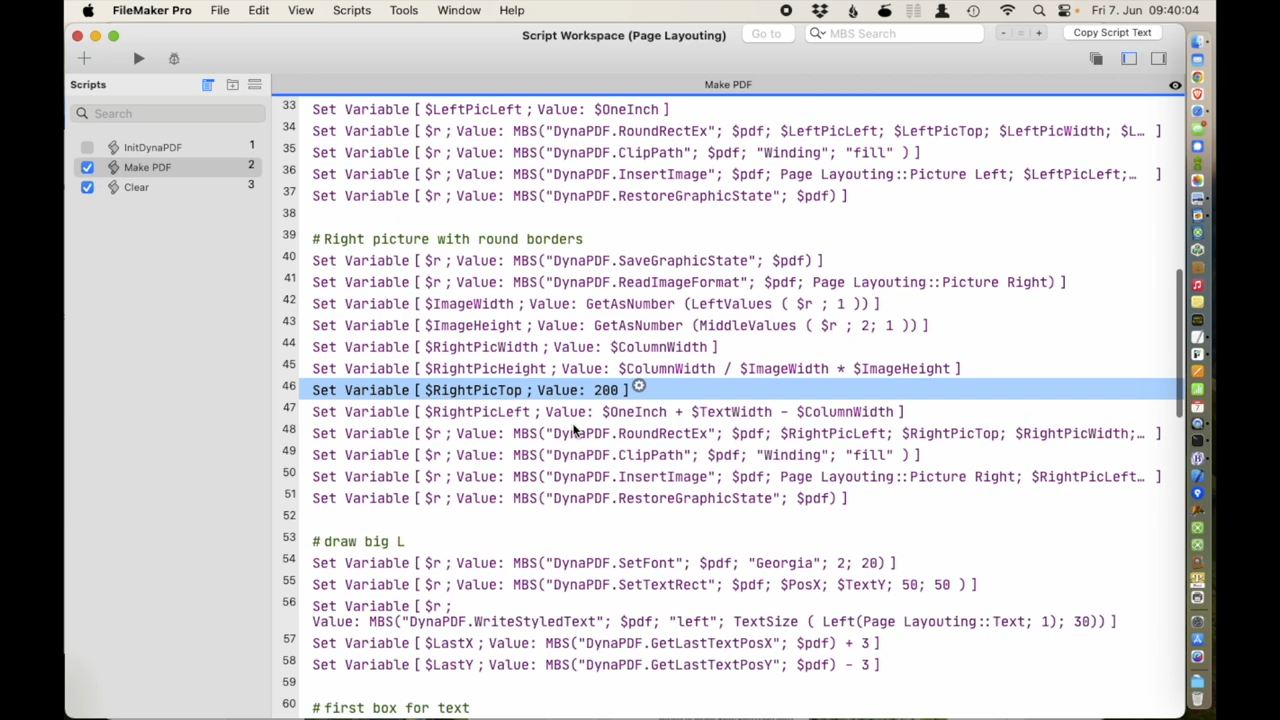 FileMaker Pro File Edit View Scripts Tools Window Help Fri 7. Jun 09:40:04
Script Workspace (Page Layouting) Go to MBS Search - = + Copy Script Text
Scripts
Make PDF
Search
InitDynaPDF 1
Make PDF 2
Clear 3
33 Set Variable [ $LeftPicLeft ; Value: $OneInch ]
34 Set Variable [ $r ; Value: MBS("DynaPDF.RoundRectEx"; $pdf; $LeftPicLeft; $LeftPicTop; $LeftPicWidth; $L… ]
35 Set Variable [ $r ; Value: MBS("DynaPDF.ClipPath"; $pdf; "Winding"; "fill" ) ]
36 Set Variable [ $r ; Value: MBS("DynaPDF.InsertImage"; $pdf; Page Layouting::Picture Left; $LeftPicLeft;… ]
37 Set Variable [ $r ; Value: MBS("DynaPDF.RestoreGraphicState"; $pdf) ]
38
39 # Right picture with round borders
40 Set Variable [ $r ; Value: MBS("DynaPDF.SaveGraphicState"; $pdf) ]
41 Set Variable [ $r ; Value: MBS("DynaPDF.ReadImageFormat"; $pdf; Page Layouting::Picture Right) ]
42 Set Variable [ $ImageWidth ; Value: GetAsNumber (LeftValues ( $r ; 1 )) ]
43 Set Variable [ $ImageHeight ; Value: GetAsNumber (MiddleValues ( $r ; 2; 1 )) ]
44 Set Variable [ $RightPicWidth ; Value: $ColumnWidth ]
45 Set Variable [ $RightPicHeight ; Value: $ColumnWidth / $ImageWidth * $ImageHeight ]
46 Set Variable [ $RightPicTop ; Value: 200 ]
47 Set Variable [ $RightPicLeft ; Value: $OneInch + $TextWidth - $ColumnWidth ]
48 Set Variable [ $r ; Value: MBS("DynaPDF.RoundRectEx"; $pdf; $RightPicLeft; $RightPicTop; $RightPicWidth;… ]
49 Set Variable [ $r ; Value: MBS("DynaPDF.ClipPath"; $pdf; "Winding"; "fill" ) ]
50 Set Variable [ $r ; Value: MBS("DynaPDF.InsertImage"; $pdf; Page Layouting::Picture Right; $RightPicLeft… ]
51 Set Variable [ $r ; Value: MBS("DynaPDF.RestoreGraphicState"; $pdf) ]
52
53 # draw big L
54 Set Variable [ $r ; Value: MBS("DynaPDF.SetFont"; $pdf; "Georgia"; 2; 20) ]
55 Set Variable [ $r ; Value: MBS("DynaPDF.SetTextRect"; $pdf; $PosX; $TextY; 50; 50 ) ]
56 Set Variable [ $r ;
Value: MBS("DynaPDF.WriteStyledText"; $pdf; "left"; TextSize ( Left(Page Layouting::Text; 1); 30)) ]
57 Set Variable [ $LastX ; Value: MBS("DynaPDF.GetLastTextPosX"; $pdf) + 3 ]
58 Set Variable [ $LastY ; Value: MBS("DynaPDF.GetLastTextPosY"; $pdf) - 3 ]
59
60 # first box for text